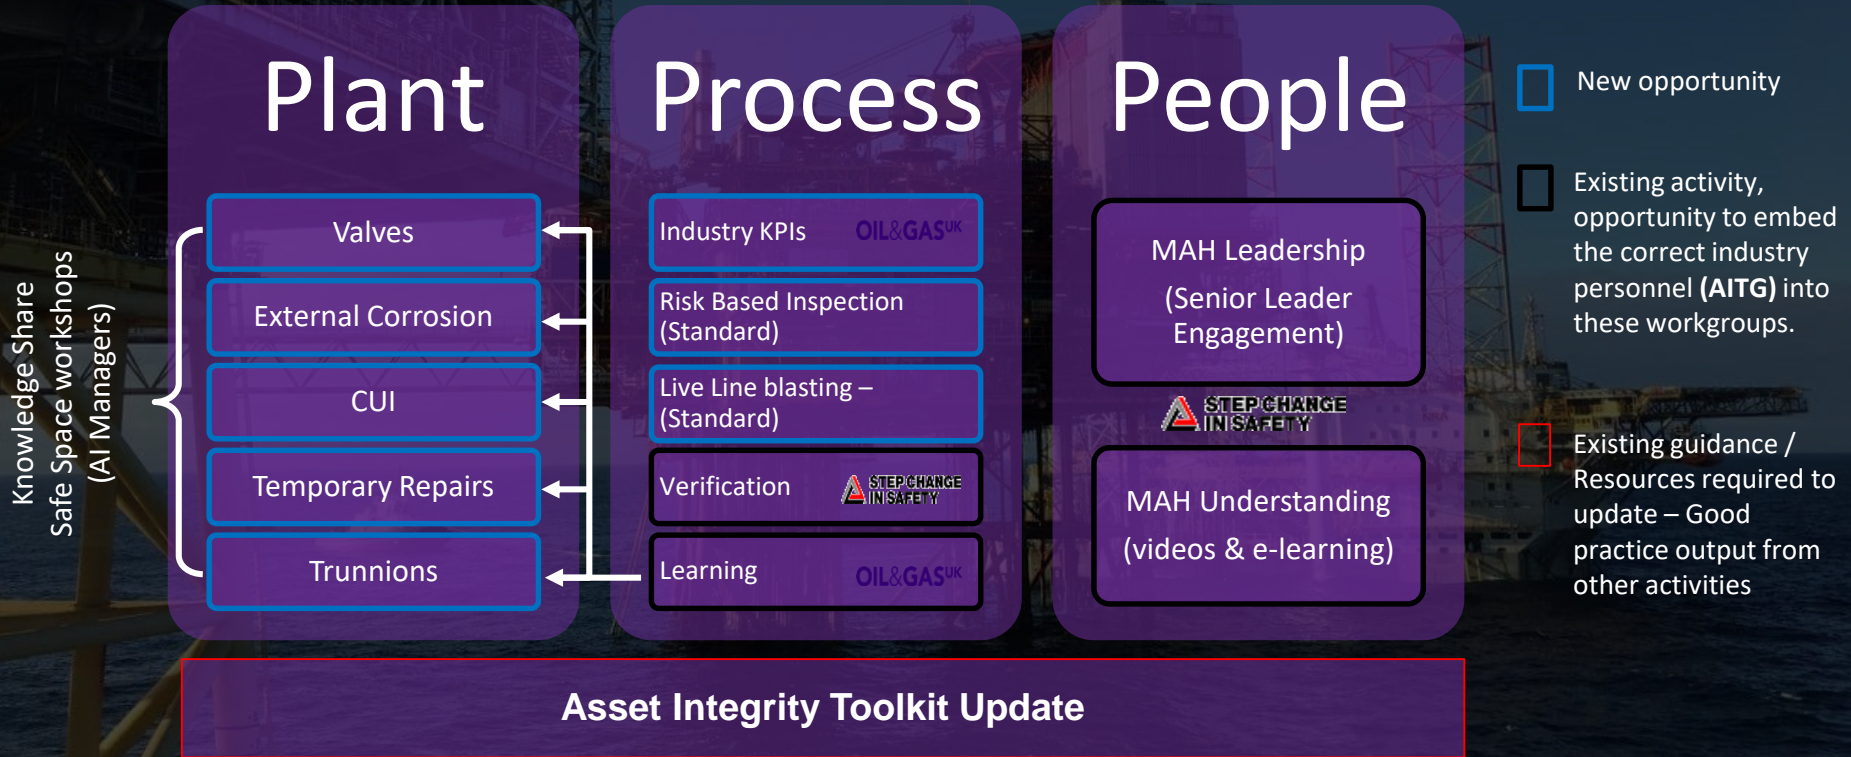 Plant
Process
People
Knowledge Share
Safe Space workshops
(AI Managers)
Valves
External Corrosion
CUI
Temporary Repairs
Trunnions
Industry KPIs
OIL&GASUK
Risk Based Inspection
(Standard)
Live Line blasting –
(Standard)
Verification
STEP CHANGE
IN SAFETY
Learning
OIL&GASUK
MAH Leadership
(Senior Leader
Engagement)
STEP CHANGE
IN SAFETY
MAH Understanding
(videos & e-learning)
New opportunity
Existing activity,
opportunity to embed
the correct industry
personnel (AITG) into
these workgroups.
Existing guidance /
Resources required to
update – Good
practice output from
other activities
Asset Integrity Toolkit Update